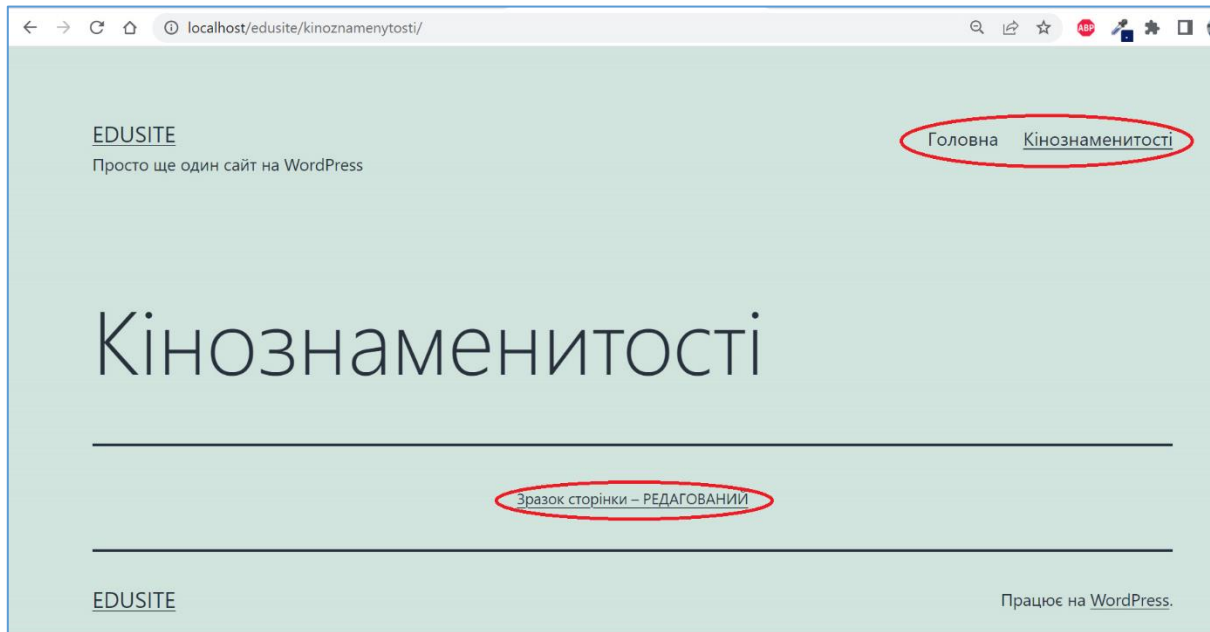 localhost/edusite/kinoznamenytosti/
ABP
EDUSITE
Головна Кінознаменитості
Просто ще один сайт на WordPress
Кінознаменитості
Зразок сторінки – РЕДАГОВАНИЙ
EDUSITE
Працює на WordPress.